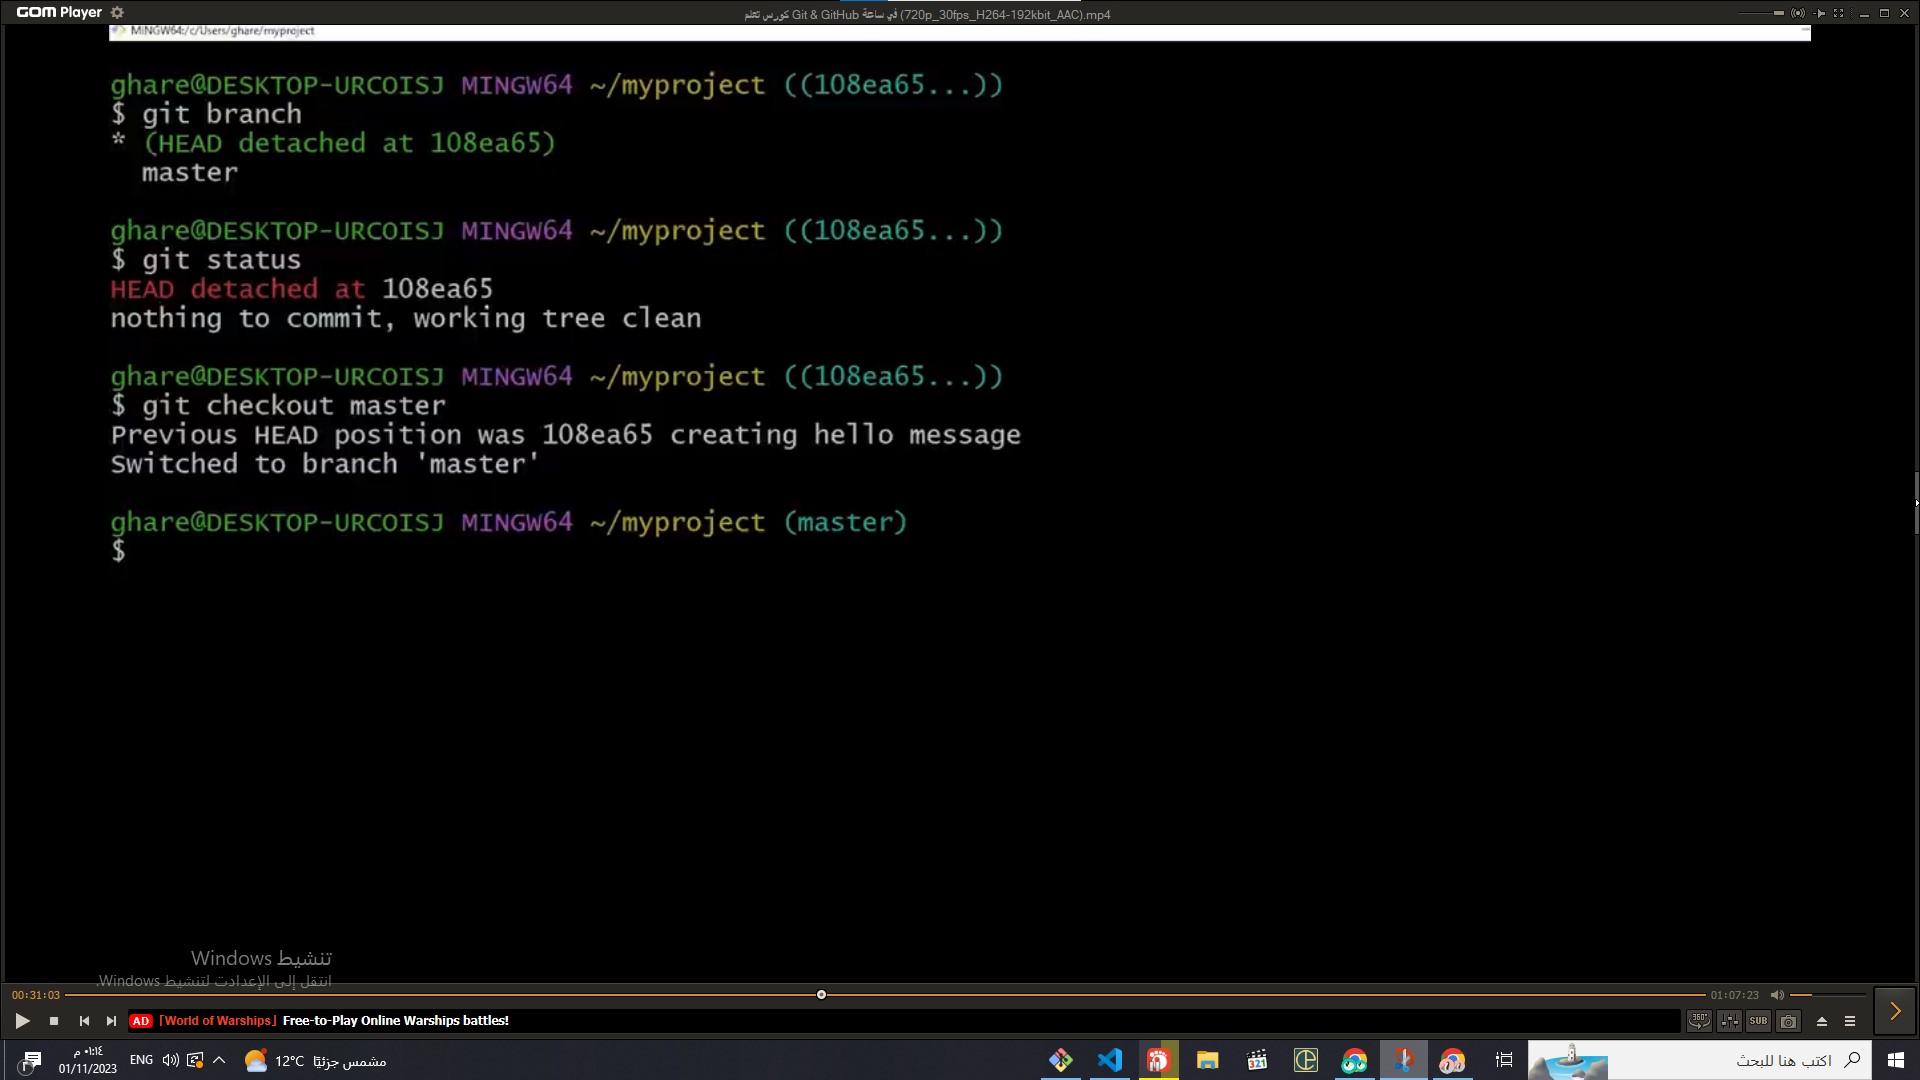 GOM Player
كورس تتعلم Git & GitHub في ساعة (720p_30fps_H264-192kbit_AAC).mp4
MINGW64:/c/Users/ghare/myproject
ghare@DESKTOP-URCOISJ MINGW64 ~/myproject ((108ea65...))
$ git branch
* (HEAD detached at 108ea65)
master
ghare@DESKTOP-URCOISJ MINGW64 ~/myproject ((108ea65...))
$ git status
HEAD detached at 108ea65
nothing to commit, working tree clean
ghare@DESKTOP-URCOISJ MINGW64 ~/myproject ((108ea65...))
$ git checkout master
Previous HEAD position was 108ea65 creating hello message
Switched to branch 'master'
ghare@DESKTOP-URCOISJ MINGW64 ~/myproject (master)
$
تنشيط Windows
انتقل إلى الإعدادت لتنشيط Windows.
00:31:03
01:07:23
AD [World of Warships] Free-to-Play Online Warships battles!
360°
SUB
٠١:١٤ م
01/11/2023
ENG
12°C مشمس جزئيًا
321
اكتب هنا للبحث